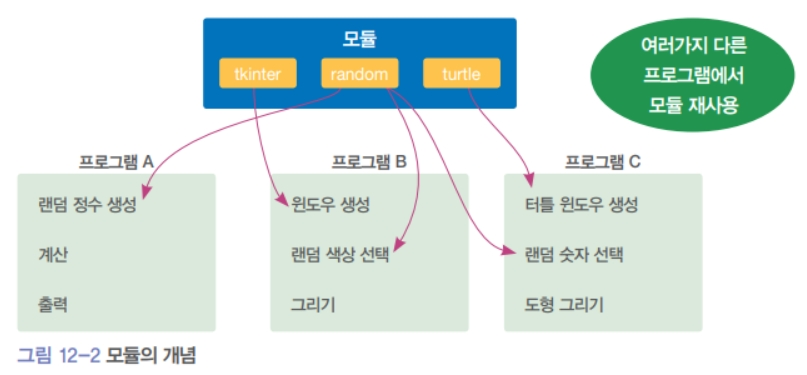 모듈
tkinter random turtle
여러가지 다른
프로그램에서
모듈 재사용
프로그램 A
랜덤 정수 생성
계산
출력
프로그램 B
윈도우 생성
랜덤 색상 선택
그리기
프로그램 C
터틀 윈도우 생성
랜덤 숫자 선택
도형 그리기
그림 12-2 모듈의 개념